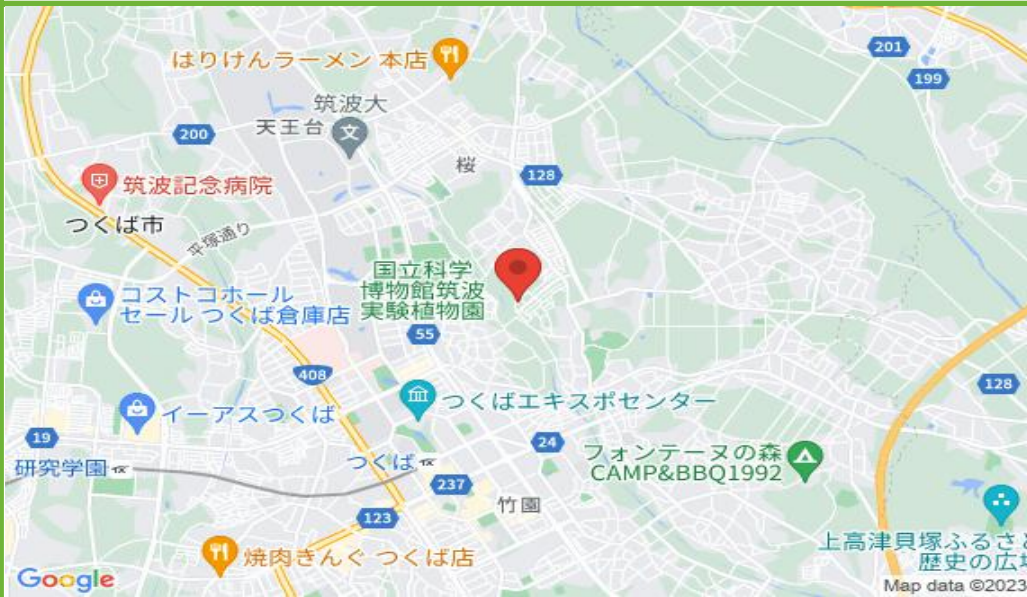 はりけんラーメン 本店
201
199
筑波大
天王台
文
200
桜
128
筑波記念病院
つくば市
平塚通り
国立科学
博物館筑波
実験植物園
コストコホール
セール つくば倉庫店
55
408
128
つくばエキスポセンター
イーアスつくば
19
24
研究学園
つくば
フォンテーヌの森
CAMP&BBQ1992
237
竹園
123
上高津貝塚ふるさと
歴史の広場
焼肉きんぐ つくば店
Google
Map data ©2023